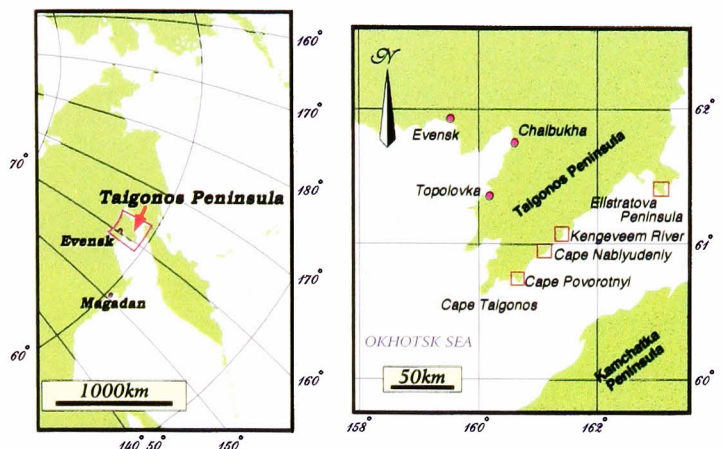 160°
170°
70°
180°
Taigonos Peninsula
Evensk
170°
Magadan
60°
160°
1000km
140° 50° 150°
N
62°
Evensk
Chalbukha
Taigonos Peninsula
Topolovka
Elistratova
Peninsula
61°
Kengeveem River
Cape Nablyudeniy
Cape Povorotnyi
Cape Taigonos
OKHOTSK SEA
Kamchatka
Peninsula
60°
50km
158° 160° 162°